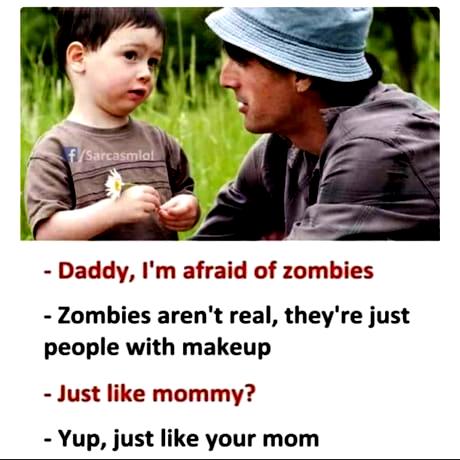 f/Sarcasmlol
- Daddy, I'm afraid of zombies
- Zombies aren't real, they're just
people with makeup
- Just like mommy?
- Yup, just like your mom